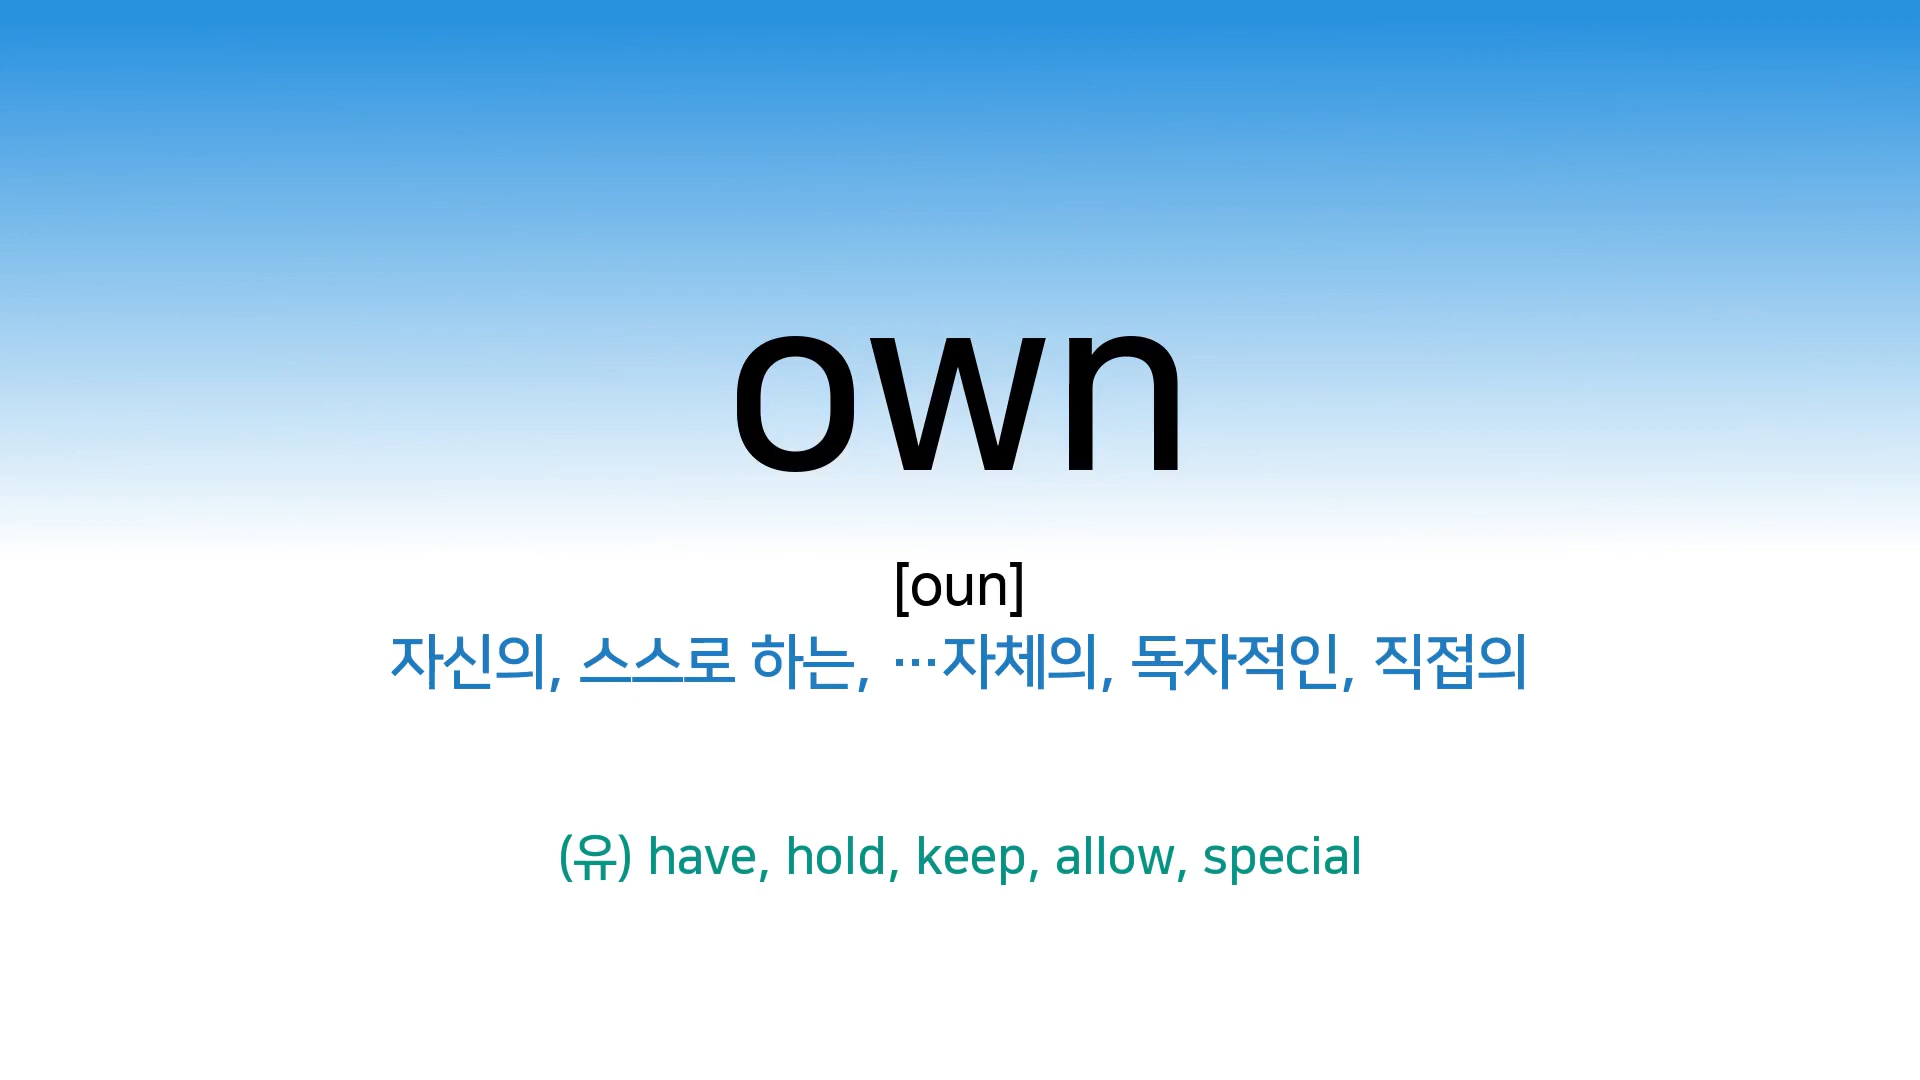 own
[oun]
자신의, 스스로 하는, …자체의, 독자적인, 직접의
(유) have, hold, keep, allow, special